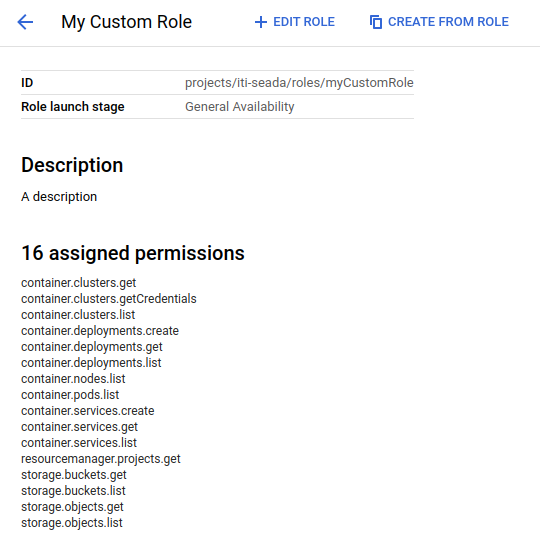 My Custom Role EDIT ROLE CREATE FROM ROLE
ID projects/iti-seada/roles/myCustomRole
Role launch stage General Availability
Description
A description
16 assigned permissions
container.clusters.get
container.clusters.getCredentials
container.clusters.list
container.deployments.create
container.deployments.get
container.deployments.list
container.nodes.list
container.pods.list
container.services.create
container.services.get
container.services.list
resourcemanager.projects.get
storage.buckets.get
storage.buckets.list
storage.objects.get
storage.objects.list